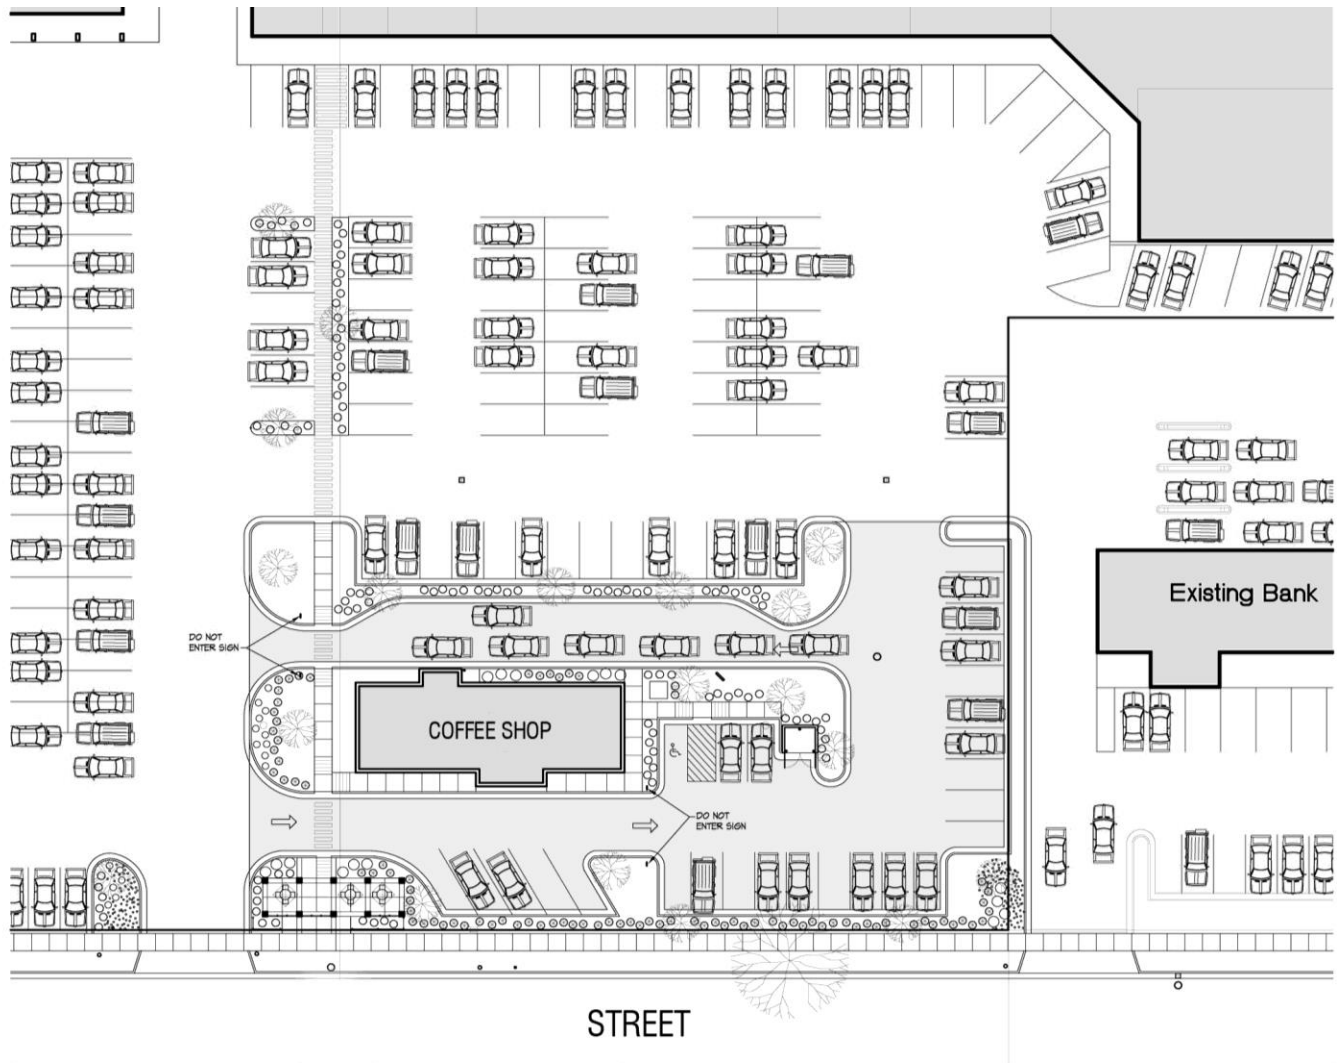 Existing Bank
DO NOT
ENTER SIGN
COFFEE SHOP
DO NOT
ENTER SIGN
STREET